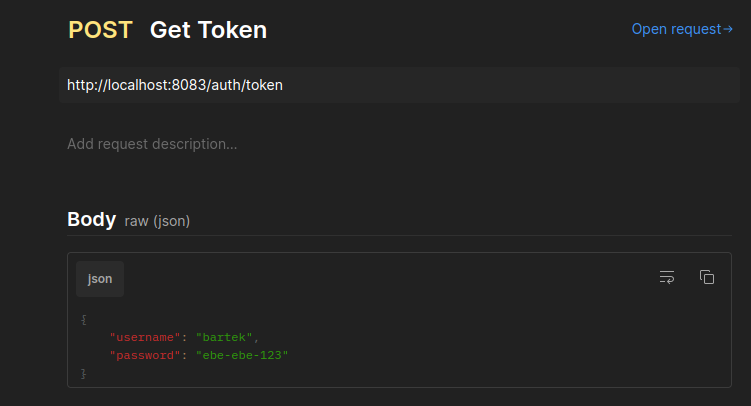 POST Get Token
Open request→
http://localhost:8083/auth/token
Add request description...
Body raw (json)
json
{
    "username": "bartek",
    "password": "ebe-ebe-123"
}